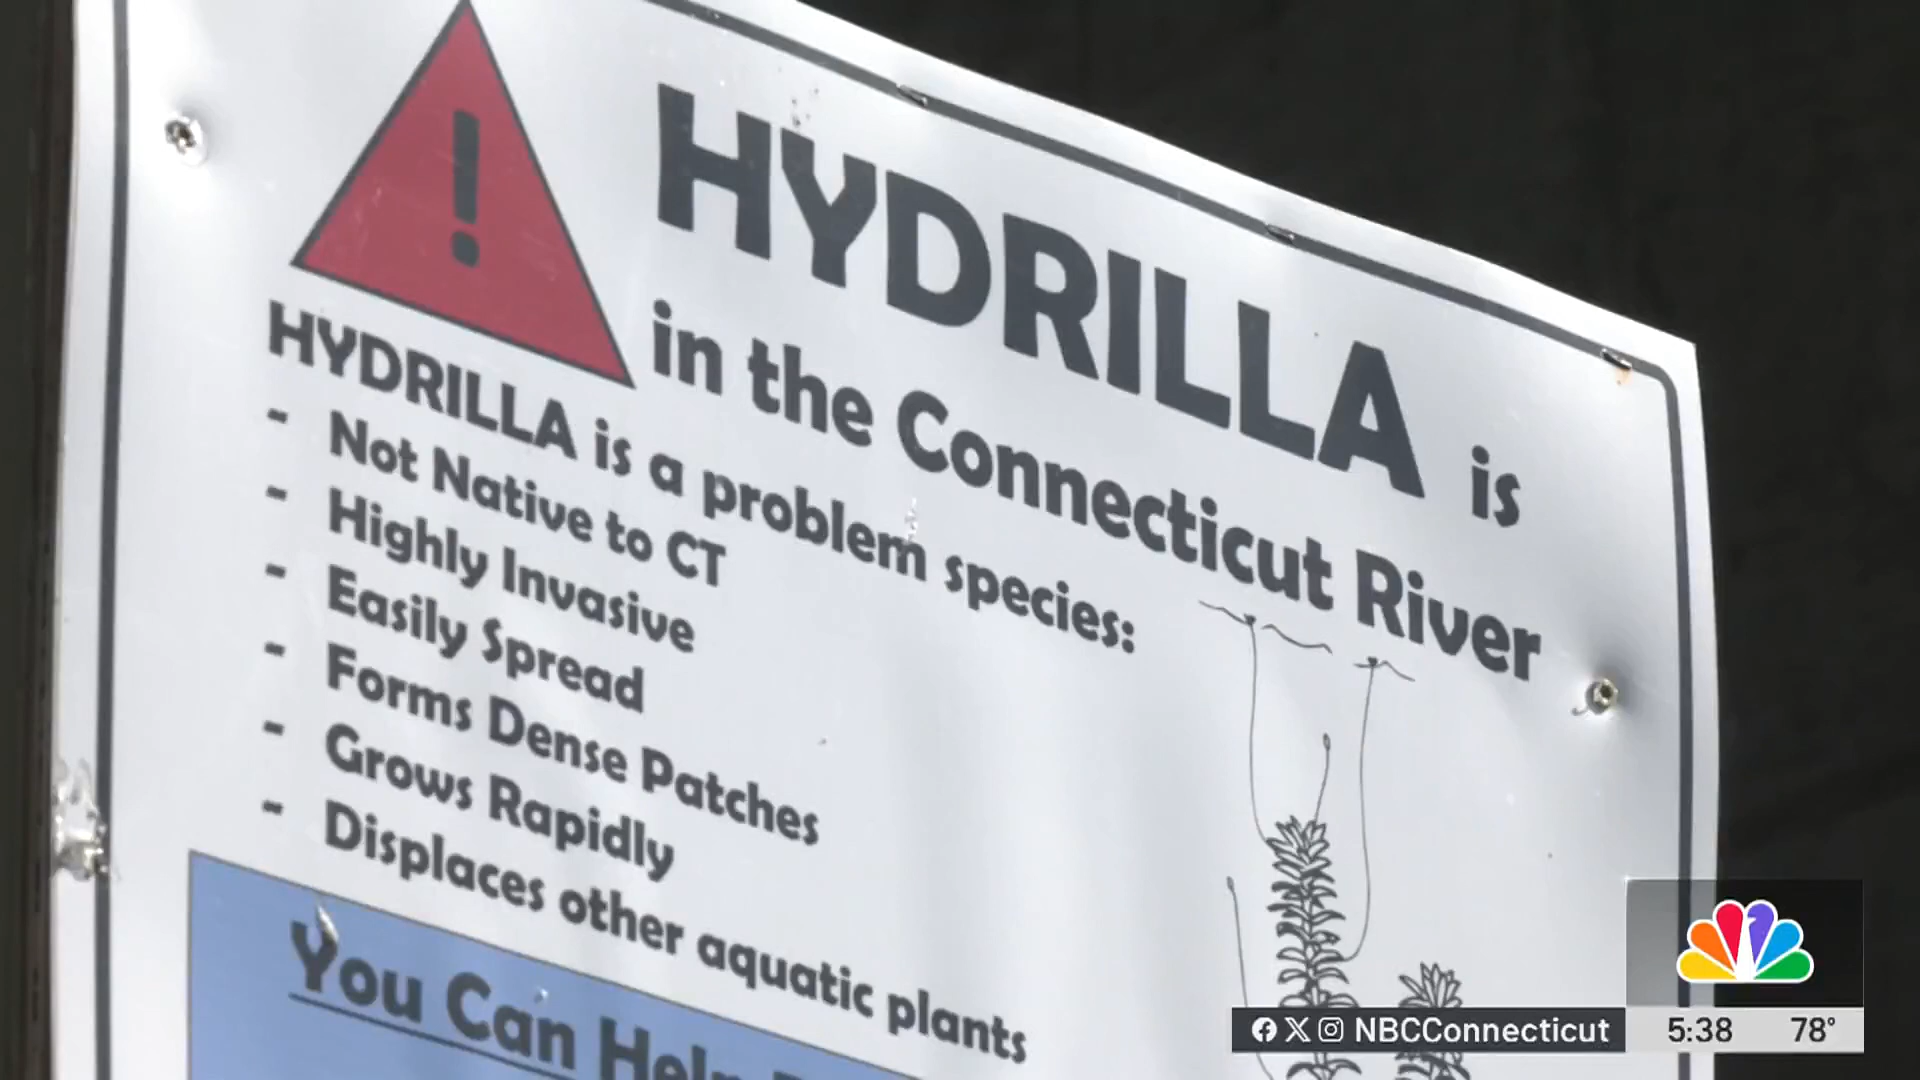 !
HYDRILLA is
in the Connecticut River
HYDRILLA is a problem species:
- Not Native to CT
- Highly Invasive
- Easily Spread
- Forms Dense Patches
- Grows Rapidly
- Displaces other aquatic plants
You Can Help
NBCConnecticut
5:38 78°